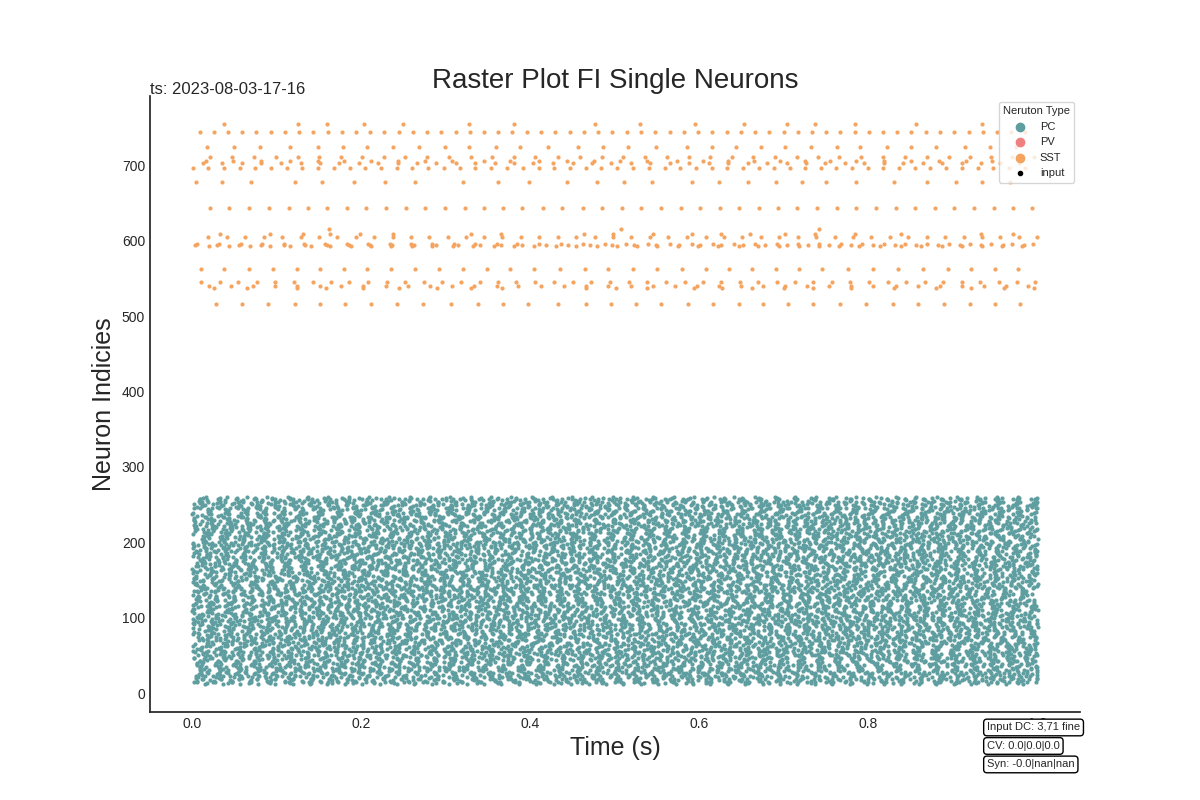 Raster Plot FI Single Neurons
ts: 2023-08-03-17-16
Neruton Type
PC
PV
SST
input
Neuron Indicies
700
600
500
400
300
200
100
0
0.0 0.2 0.4 0.6 0.8
Time (s)
Input DC: 3,71 fine
CV: 0.0|0.0|0.0
Syn: -0.0|nan|nan